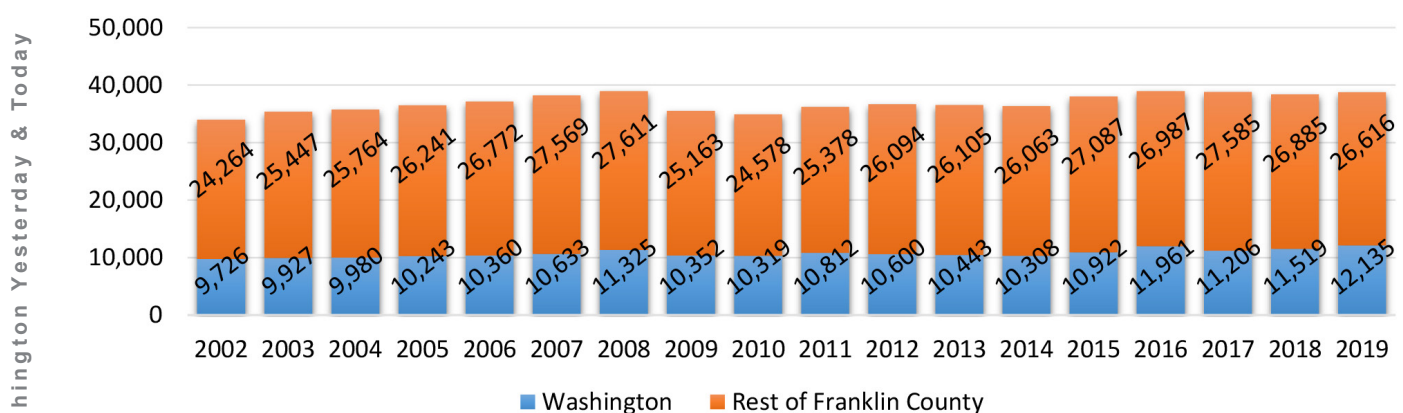 hington Yesterday & Today
50,000
40,000
30,000
20,000
10,000
0
24,264 25,447 25,764 26,241 26,772 27,569 27,611 25,163 24,578 25,378 26,094 26,105 26,063 27,087 26,987 27,585 26,885 26,616
9,726 9,927 9,980 10,243 10,360 10,633 11,325 10,352 10,319 10,812 10,600 10,443 10,308 10,922 11,961 11,206 11,519 12,135
2002 2003 2004 2005 2006 2007 2008 2009 2010 2011 2012 2013 2014 2015 2016 2017 2018 2019
Washington Rest of Franklin County